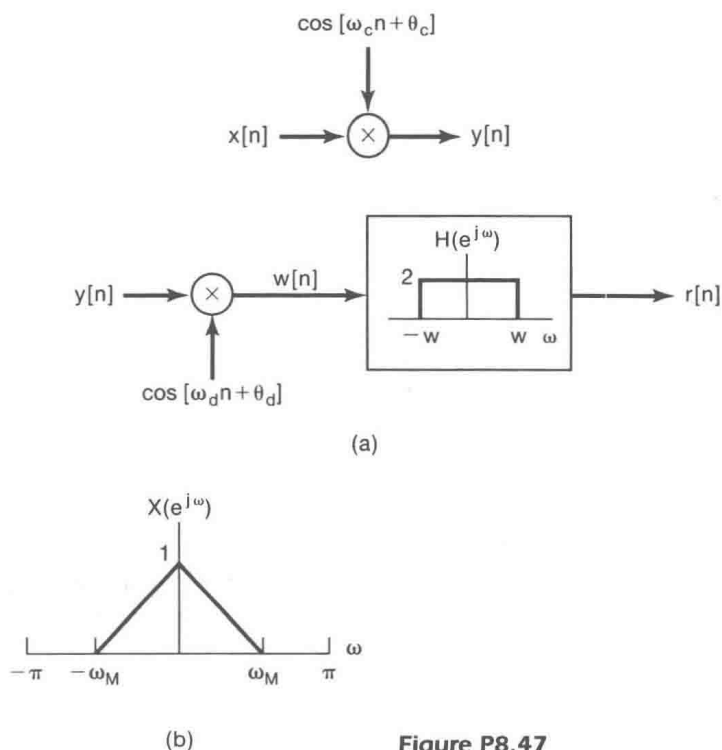 cos [ω_c n + θ_c]
x[n]
×
y[n]
H(e^{jω})
y[n]
×
w[n]
2
r[n]
−w
w
ω
cos [ω_d n + θ_d]
(a)
X(e^{jω})
1
ω
−π
−ω_M
ω_M
π
(b)
Figure P8.47